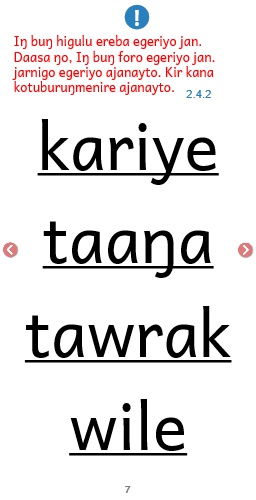 !
Iŋ buŋ higulu ereba egeriyo jan.
Daasa ŋo, Iŋ buŋ foro egeriyo jan.
jarnigo egeriyo ajanayto. Kir kana
kotuburuŋmenire ajanayto.
2.4.2
kariye
taaŋa
tawrak
wile
7